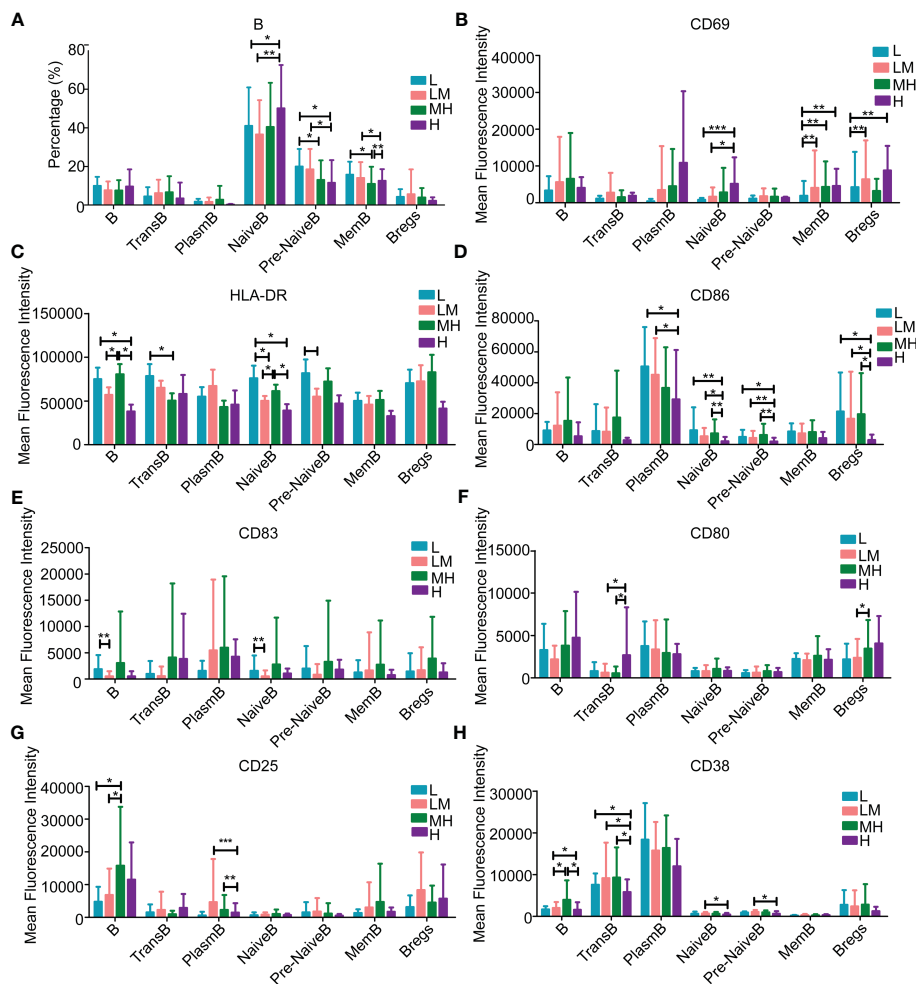 A
B
Percentage (%)
80
60
40
20
0
* ** * * * * * **
L
LM
MH
H
B TransB PlasmB NaiveB Pre-NaiveB MemB Bregs
B
CD69
Mean Fluorescence Intensity
40000
30000
20000
10000
0
*** * ** ** ** ** **
L
LM
MH
H
B TransB PlasmB NaiveB Pre-NaiveB MemB Bregs
C
HLA-DR
Mean Fluorescence Intensity
150000
100000
50000
0
* * * * * * * *
L
LM
MH
H
B TransB PlasmB NaiveB Pre-NaiveB MemB Bregs
D
CD86
Mean Fluorescence Intensity
80000
60000
40000
20000
0
* * ** * ** * ** ** * * *
L
LM
MH
H
B TransB PlasmB NaiveB Pre-NaiveB MemB Bregs
E
CD83
Mean Fluorescence Intensity
25000
20000
15000
10000
5000
0
** **
L
LM
MH
H
B TransB PlasmB NaiveB Pre-NaiveB MemB Bregs
F
CD80
Mean Fluorescence Intensity
15000
10000
5000
0
* * *
L
LM
MH
H
B TransB PlasmB NaiveB Pre-NaiveB MemB Bregs
G
CD25
Mean Fluorescence Intensity
40000
30000
20000
10000
0
* * *** **
L
LM
MH
H
B TransB PlasmB NaiveB Pre-NaiveB MemB Bregs
H
CD38
Mean Fluorescence Intensity
40000
30000
20000
10000
0
* * * * * * * *
L
LM
MH
H
B TransB PlasmB NaiveB Pre-NaiveB MemB Bregs